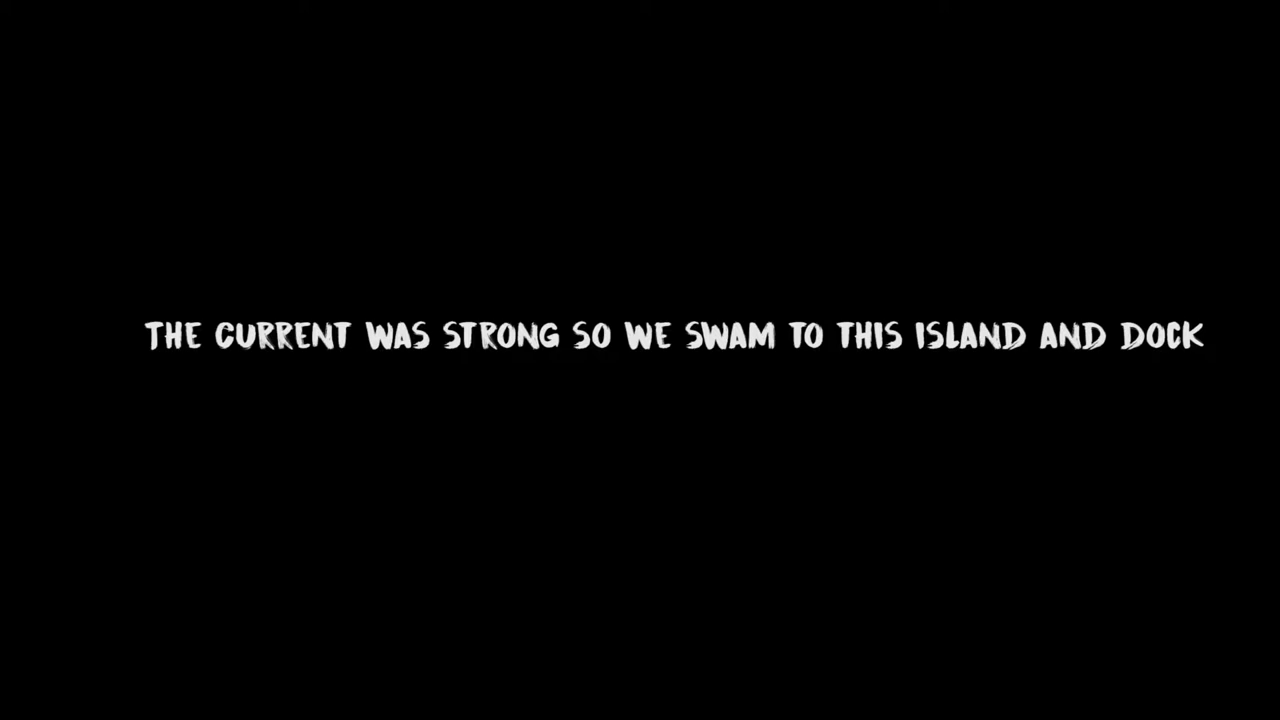 THE CURRENT WAS STRONG SO WE SWAM TO THIS ISLAND AND DOCK